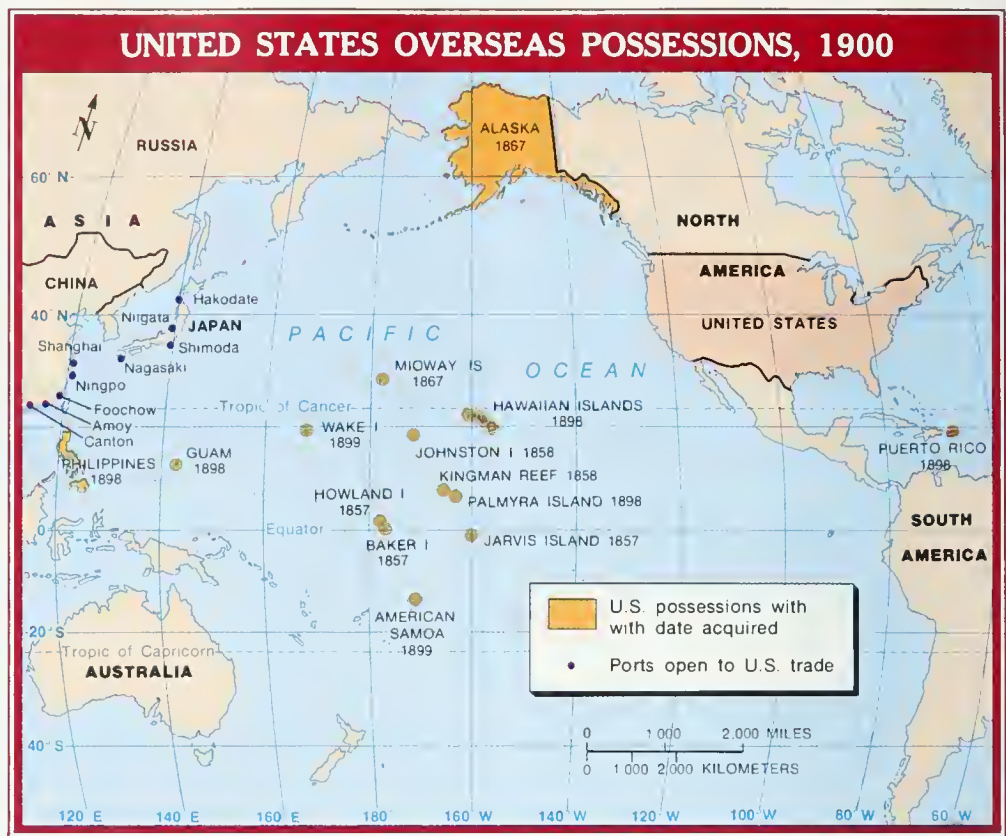 UNITED STATES OVERSEAS POSSESSIONS, 1900
N
RUSSIA
ALASKA
1867
60° N
A S I A
NORTH
AMERICA
CHINA
UNITED STATES
Hakodate
40° N
Niigata
JAPAN
PACIFIC
Shanghai
Shimoda
Nagasaki
MIDWAY IS
1867
OCEAN
Ningpo
Foochow
Tropic of Cancer
HAWAIIAN ISLANDS
1898
Amoy
WAKE I
1899
Canton
JOHNSTON I 1858
PUERTO RICO
1898
PHILIPPINES
1898
GUAM
1898
KINGMAN REEF 1858
HOWLAND I
1857
PALMYRA ISLAND 1898
0
Equator
SOUTH
AMERICA
BAKER I
1857
JARVIS ISLAND 1857
AMERICAN
SAMOA
1899
U.S. possessions with
with date acquired
20° S
Tropic of Capricorn
AUSTRALIA
Ports open to U.S. trade
0 1000 2,000 MILES
40° S
0 1000 2,000 KILOMETERS
120 E 140 E 160 E 180 160 W 140 W 120 W 100 W 80 W 60 W